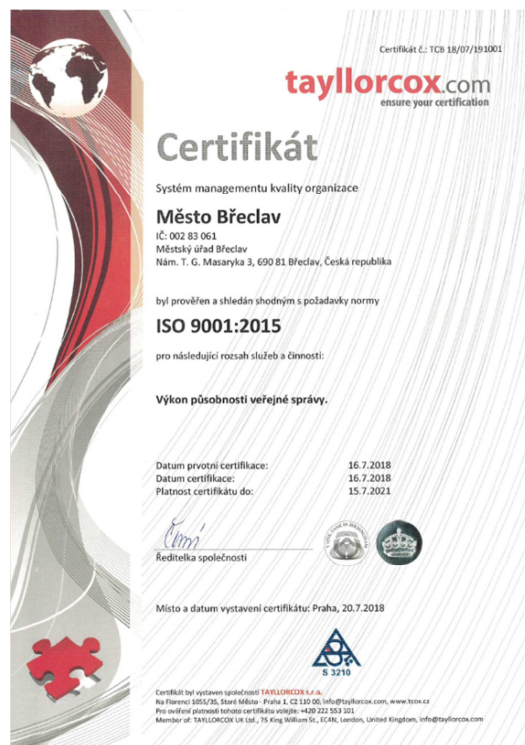 Certifikát č.: TCB 18/07/191001
tayllorcox.com
ensure your certification
Certifikát
Systém managementu kvality organizace
Město Břeclav
IČ: 002 83 061
Městský úřad Břeclav
Nám. T. G. Masaryka 3, 690 81 Břeclav, Česká republika
byl prověřen a shledán shodným s požadavky normy
ISO 9001:2015
pro následující rozsah služeb a činností:
Výkon působnosti veřejné správy.
Datum prvotní certifikace: 16.7.2018
Datum certifikace: 16.7.2018
Platnost certifikátu do: 15.7.2021
Ředitelka společnosti
Místo a datum vystavení certifikátu: Praha, 20.7.2018
S 3210
Certifikát byl vystaven společností TAYLLORCOX s.r.o.
Na Florenci 1055/35, Staré Město - Praha 1, CZ 110 00, info@tayllorcox.com, www.tcox.cz
Pro ověření platnosti tohoto certifikátu volejte: +420 222 553 101
Member of: TAYLLORCOX UK Ltd., 75 King William St., EC4N, London, United Kingdom, info@tayllorcox.com